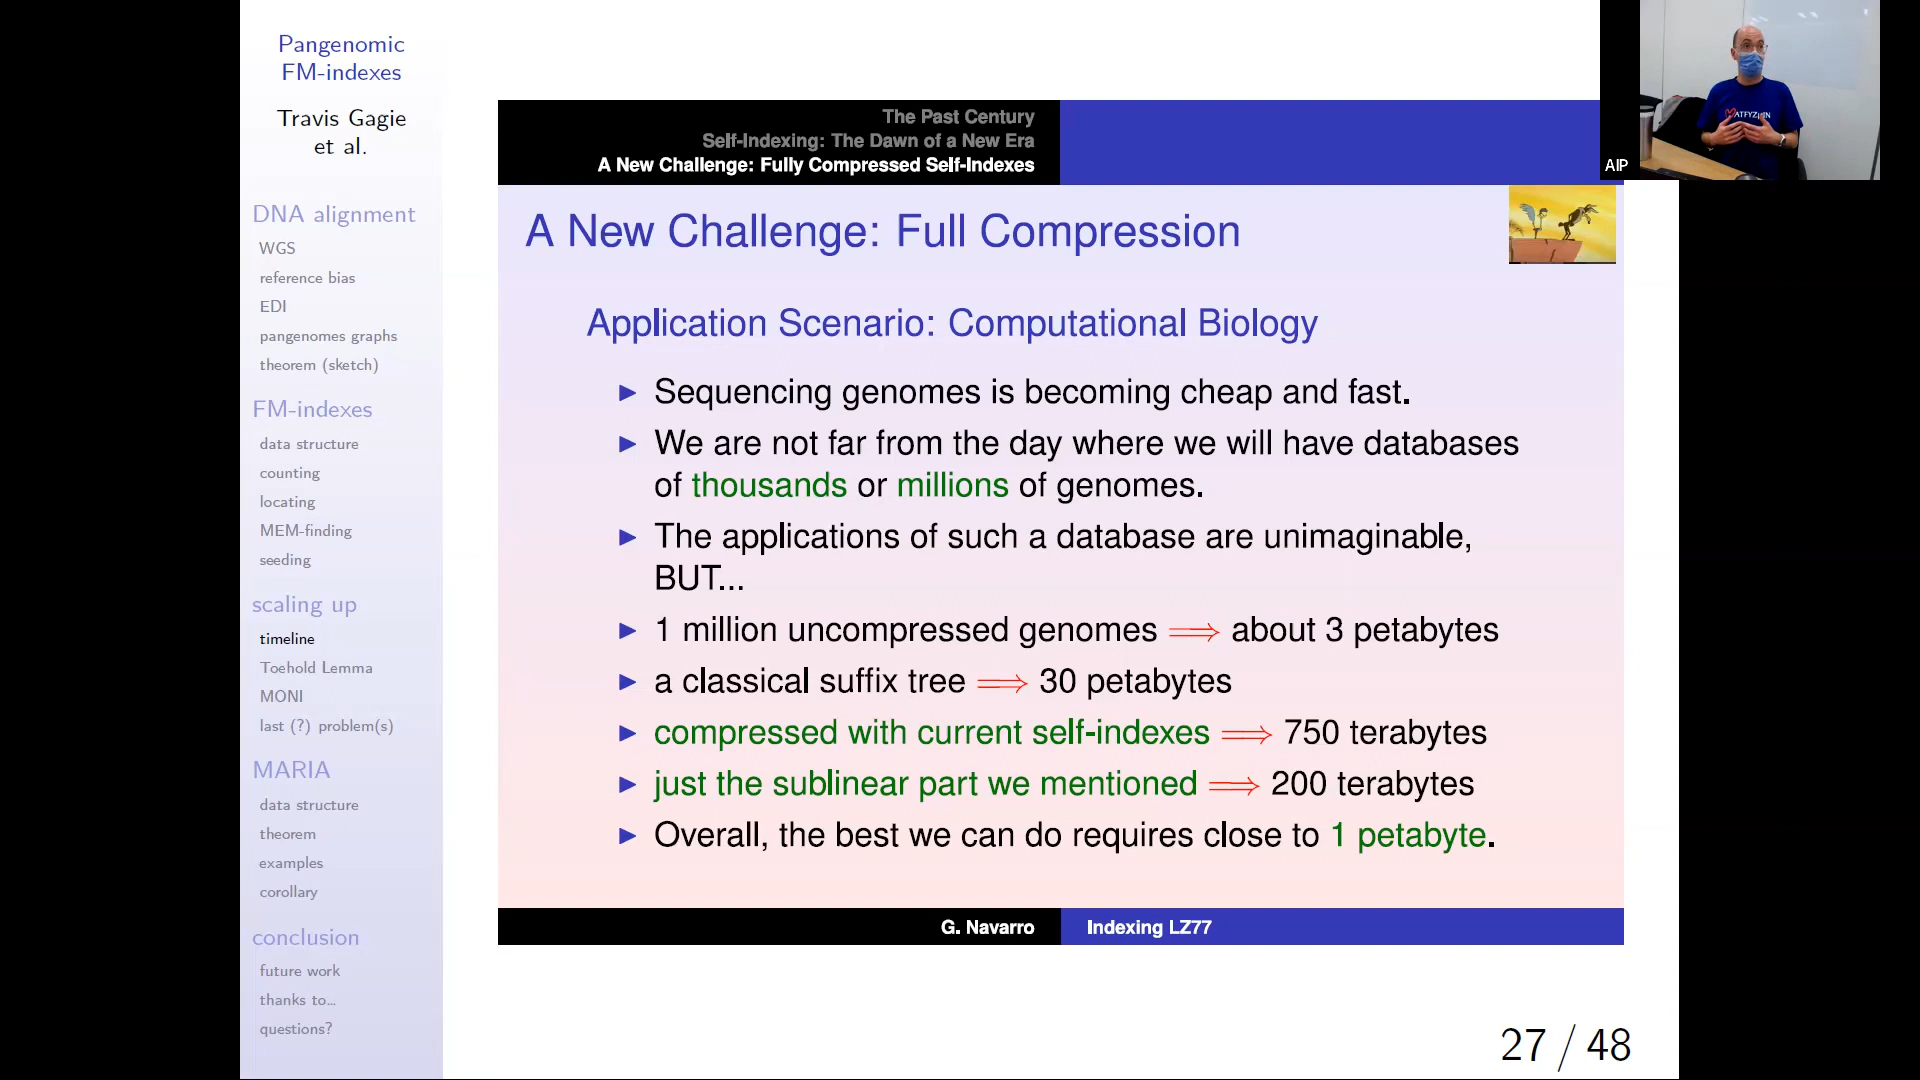 Pangenomic
FM-indexes
Travis Gagie
et al.
DNA alignment
WGS
reference bias
EDI
pangenomes graphs
theorem (sketch)
FM-indexes
data structure
counting
locating
MEM-finding
seeding
scaling up
timeline
Toehold Lemma
MONI
last (?) problem(s)
MARIA
data structure
theorem
examples
corollary
conclusion
future work
thanks to...
questions?
The Past Century
Self-Indexing: The Dawn of a New Era
A New Challenge: Fully Compressed Self-Indexes
A New Challenge: Full Compression
Application Scenario: Computational Biology
▶ Sequencing genomes is becoming cheap and fast.
▶ We are not far from the day where we will have databases
of thousands or millions of genomes.
▶ The applications of such a database are unimaginable,
BUT...
▶ 1 million uncompressed genomes ⟹ about 3 petabytes
▶ a classical suffix tree ⟹ 30 petabytes
▶ compressed with current self-indexes ⟹ 750 terabytes
▶ just the sublinear part we mentioned ⟹ 200 terabytes
▶ Overall, the best we can do requires close to 1 petabyte.
G. Navarro
Indexing LZ77
27 / 48
AIP